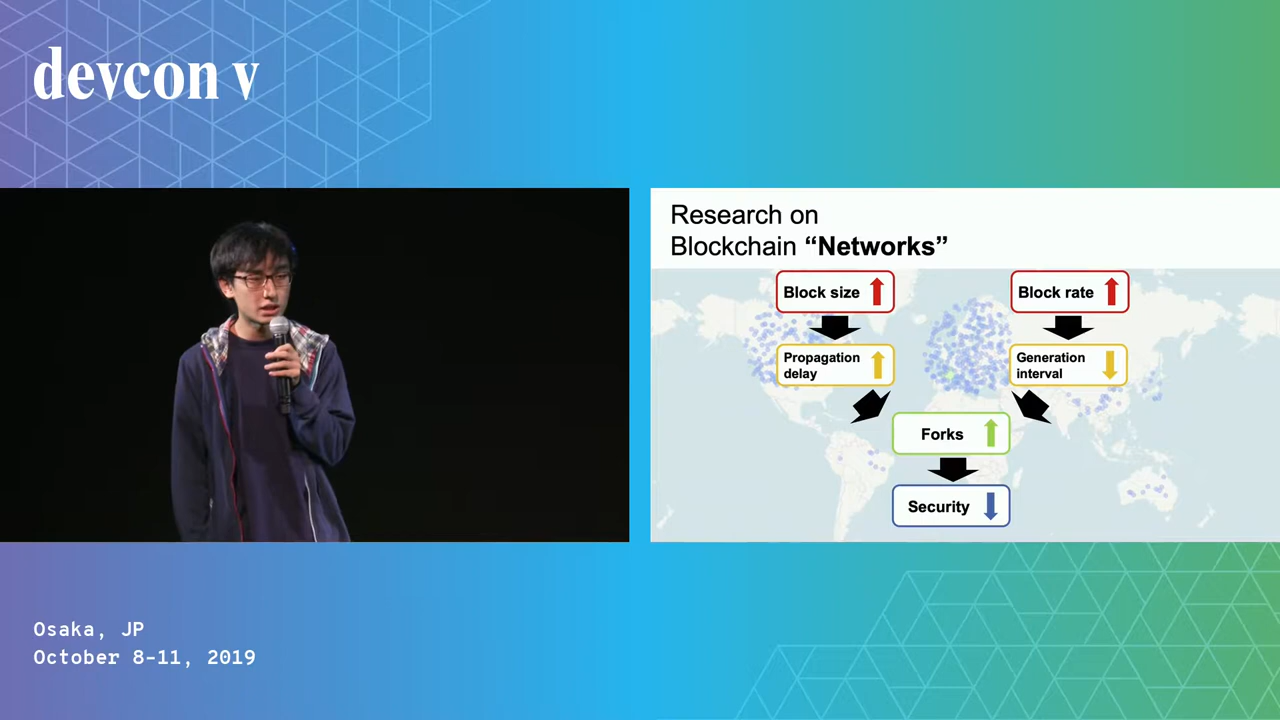 devcon v
Research on
Blockchain “Networks”
Block size
Block rate
Propagation
delay
Generation
interval
Forks
Security
Osaka, JP
October 8-11, 2019